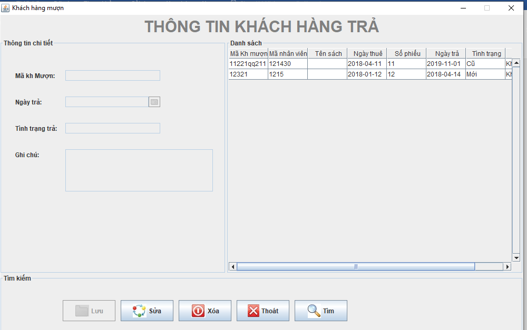 Khách hàng mượn
THÔNG TIN KHÁCH HÀNG TRẢ
Thông tin chi tiết
Mã kh Mượn:
Ngày trả:
Tình trạng trả:
Ghi chú:
Danh sách
Mã Kh mượn Mã nhân viên Tên sách Ngày thuê Số phiếu Ngày trả Tình trạng
11221qq211 121430 2018-04-11 11 2019-11-01 Cũ
12321 1215 2018-01-12 12 2018-04-14 Mới
Tìm kiếm
Lưu Sửa Xóa Thoát Tìm